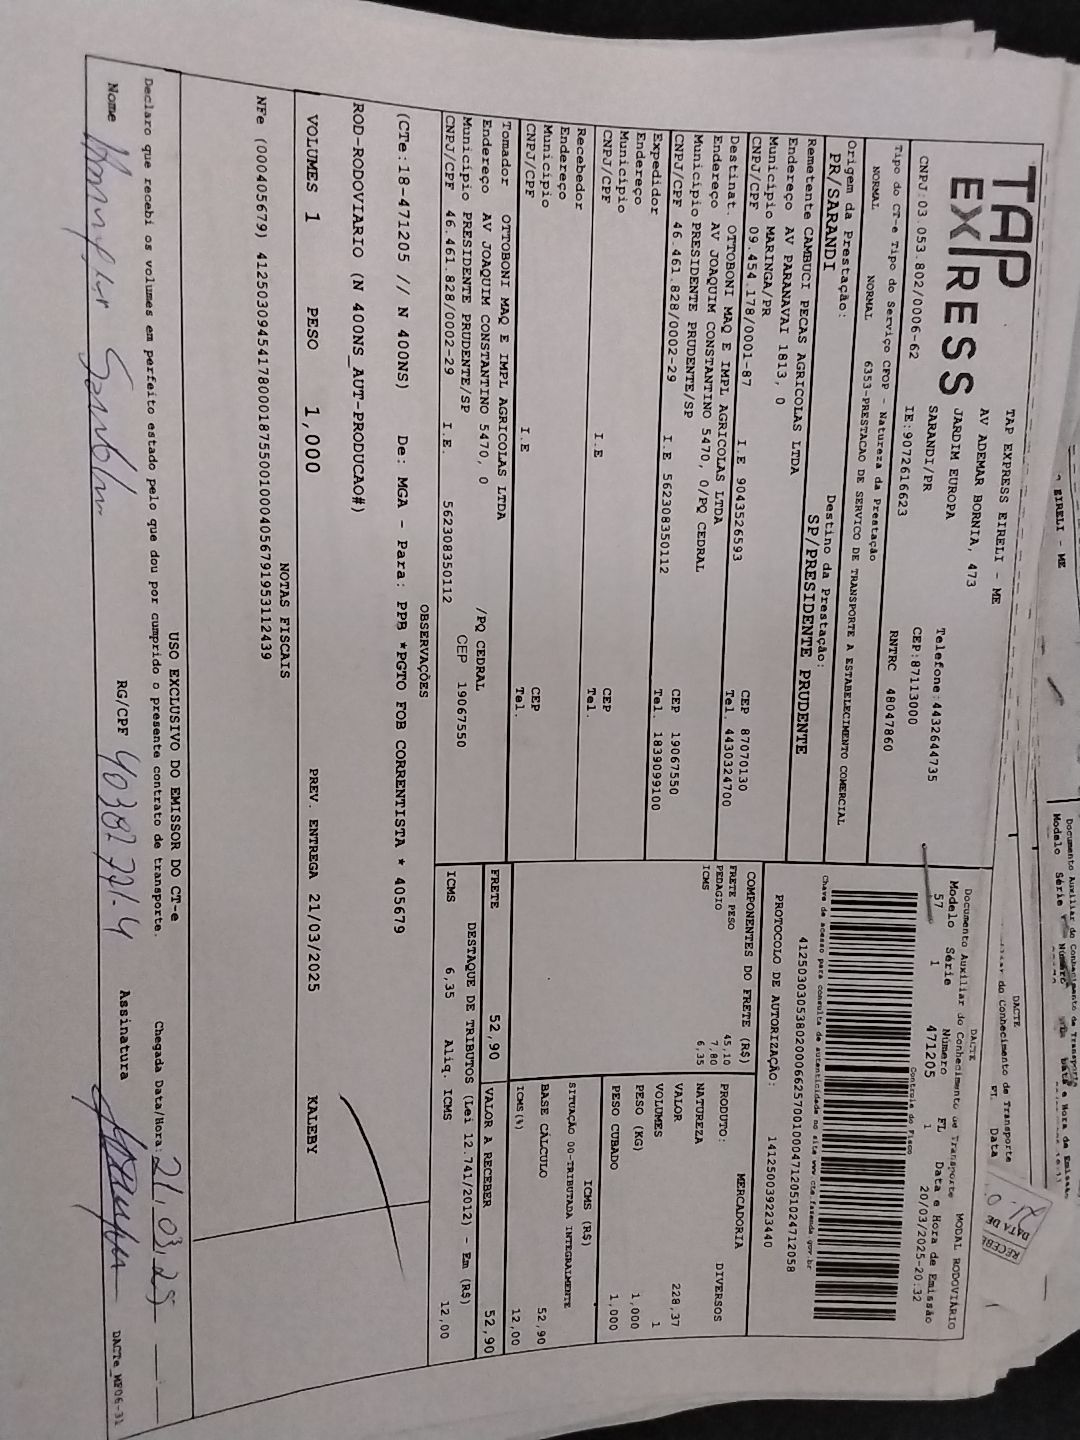 TAP
EXPRESS
TAP EXPRESS EIRELI - ME
AV ADEMAR BORNIA, 473
JARDIM EUROPA
SARANDI/PR
Telefone:4432644735
CEP:87113000
CNPJ:03.053.802/0006-62
IE:9072616623
RNTRC 48047860
DACTE
Documento Auxiliar do Conhecimento de Transporte
MODAL RODOVIÁRIO
Modelo Série Número FL Data e Hora de Emissão
57 1 471205 1 20/03/2025-20:32
Controle do Fisco
Chave de acesso para consulta de autenticidade no site www.cte.fazenda.gov.br
PROTOCOLO DE AUTORIZAÇÃO: 141250039223440
Tipo do CT-e Tipo do Serviço CFOP - Natureza da Prestação
NORMAL NORMAL 6353-PRESTACAO DE SERVICO DE TRANSPORTE A ESTABELECIMENTO COMERCIAL
Origem da Prestação: Destino da Prestação:
PR/SARANDI SP/PRESIDENTE PRUDENTE
Remetente CAMBUCI PECAS AGRICOLAS LTDA
Endereço AV PARANAVAI 1813, 0
Município MARINGA/PR CEP 87070130
CNPJ/CPF 09.454.178/0001-87 I.E 9043526593 Tel. 4430324700
Destinat. OTTOBONI MAQ E IMPL AGRICOLAS LTDA
Endereço AV JOAQUIM CONSTANTINO 5470, 0/PQ CEDRAL
Município PRESIDENTE PRUDENTE/SP CEP 19067550
CNPJ/CPF 46.461.828/0002-29 I.E 562308350112 Tel. 1839099100
Expedidor
Endereço
Município CEP
CNPJ/CPF I.E Tel.
Recebedor
Endereço
Município CEP
CNPJ/CPF I.E Tel.
Tomador OTTOBONI MAQ E IMPL AGRICOLAS LTDA
Endereço AV JOAQUIM CONSTANTINO 5470, 0 /PQ CEDRAL
Município PRESIDENTE PRUDENTE/SP CEP 19067550
CNPJ/CPF 46.461.828/0002-29 I.E. 562308350112
COMPONENTES DO FRETE (R$)
FRETE PESO 45,10
PEDAGIO 7,80
ICMS 6,35
MERCADORIA
PRODUTO: DIVERSOS
NATUREZA
VALOR 228,37
VOLUMES 1
PESO (KG) 1,000
PESO CUBADO 1,000
ICMS (R$)
SITUAÇÃO 00-TRIBUTADA INTEGRALMENTE
BASE CÁLCULO 52,90
ICMS(%) 12,00
FRETE 52,90 VALOR A RECEBER 52,90
DESTAQUE DE TRIBUTOS (Lei 12.741/2012) - Em (R$)
ICMS 6,35 Aliq. ICMS 12,00
OBSERVAÇÕES
(CTe:18-471205 // N 400NS) De: MGA - Para: PPB *PGTO FOB CORRENTISTA * 405679
ROD-RODOVIARIO (N 400NS_AUT-PRODUCAO#)
VOLUMES 1 PESO 1,000 PREV. ENTREGA 21/03/2025 KALEBY
NOTAS FISCAIS
NFe (000405679) 41250309454178000187550010004056791953112439
USO EXCLUSIVO DO EMISSOR DO CT-e
Declaro que recebi os volumes em perfeito estado pelo que dou por cumprido o presente contrato de transporte.
Chegada Data/Hora: 21.03.25
Nome RG/CPF 40382721-4 Assinatura
DACTe_MP06-31